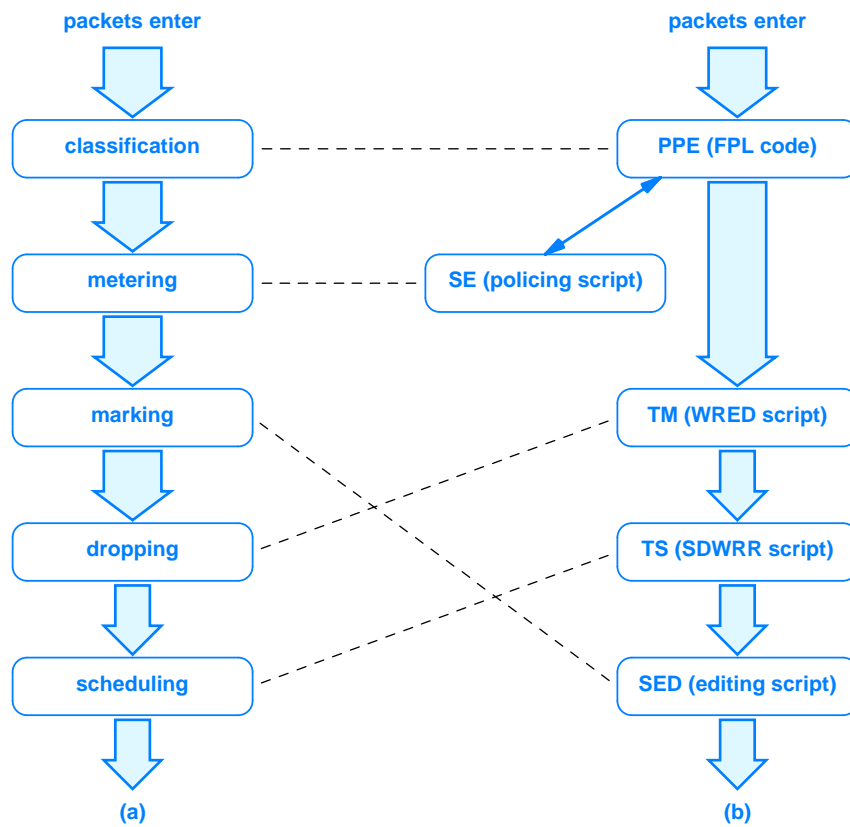 packets enter
packets enter
classification
PPE (FPL code)
metering
SE (policing script)
marking
TM (WRED script)
dropping
TS (SDWRR script)
scheduling
SED (editing script)
(a)
(b)